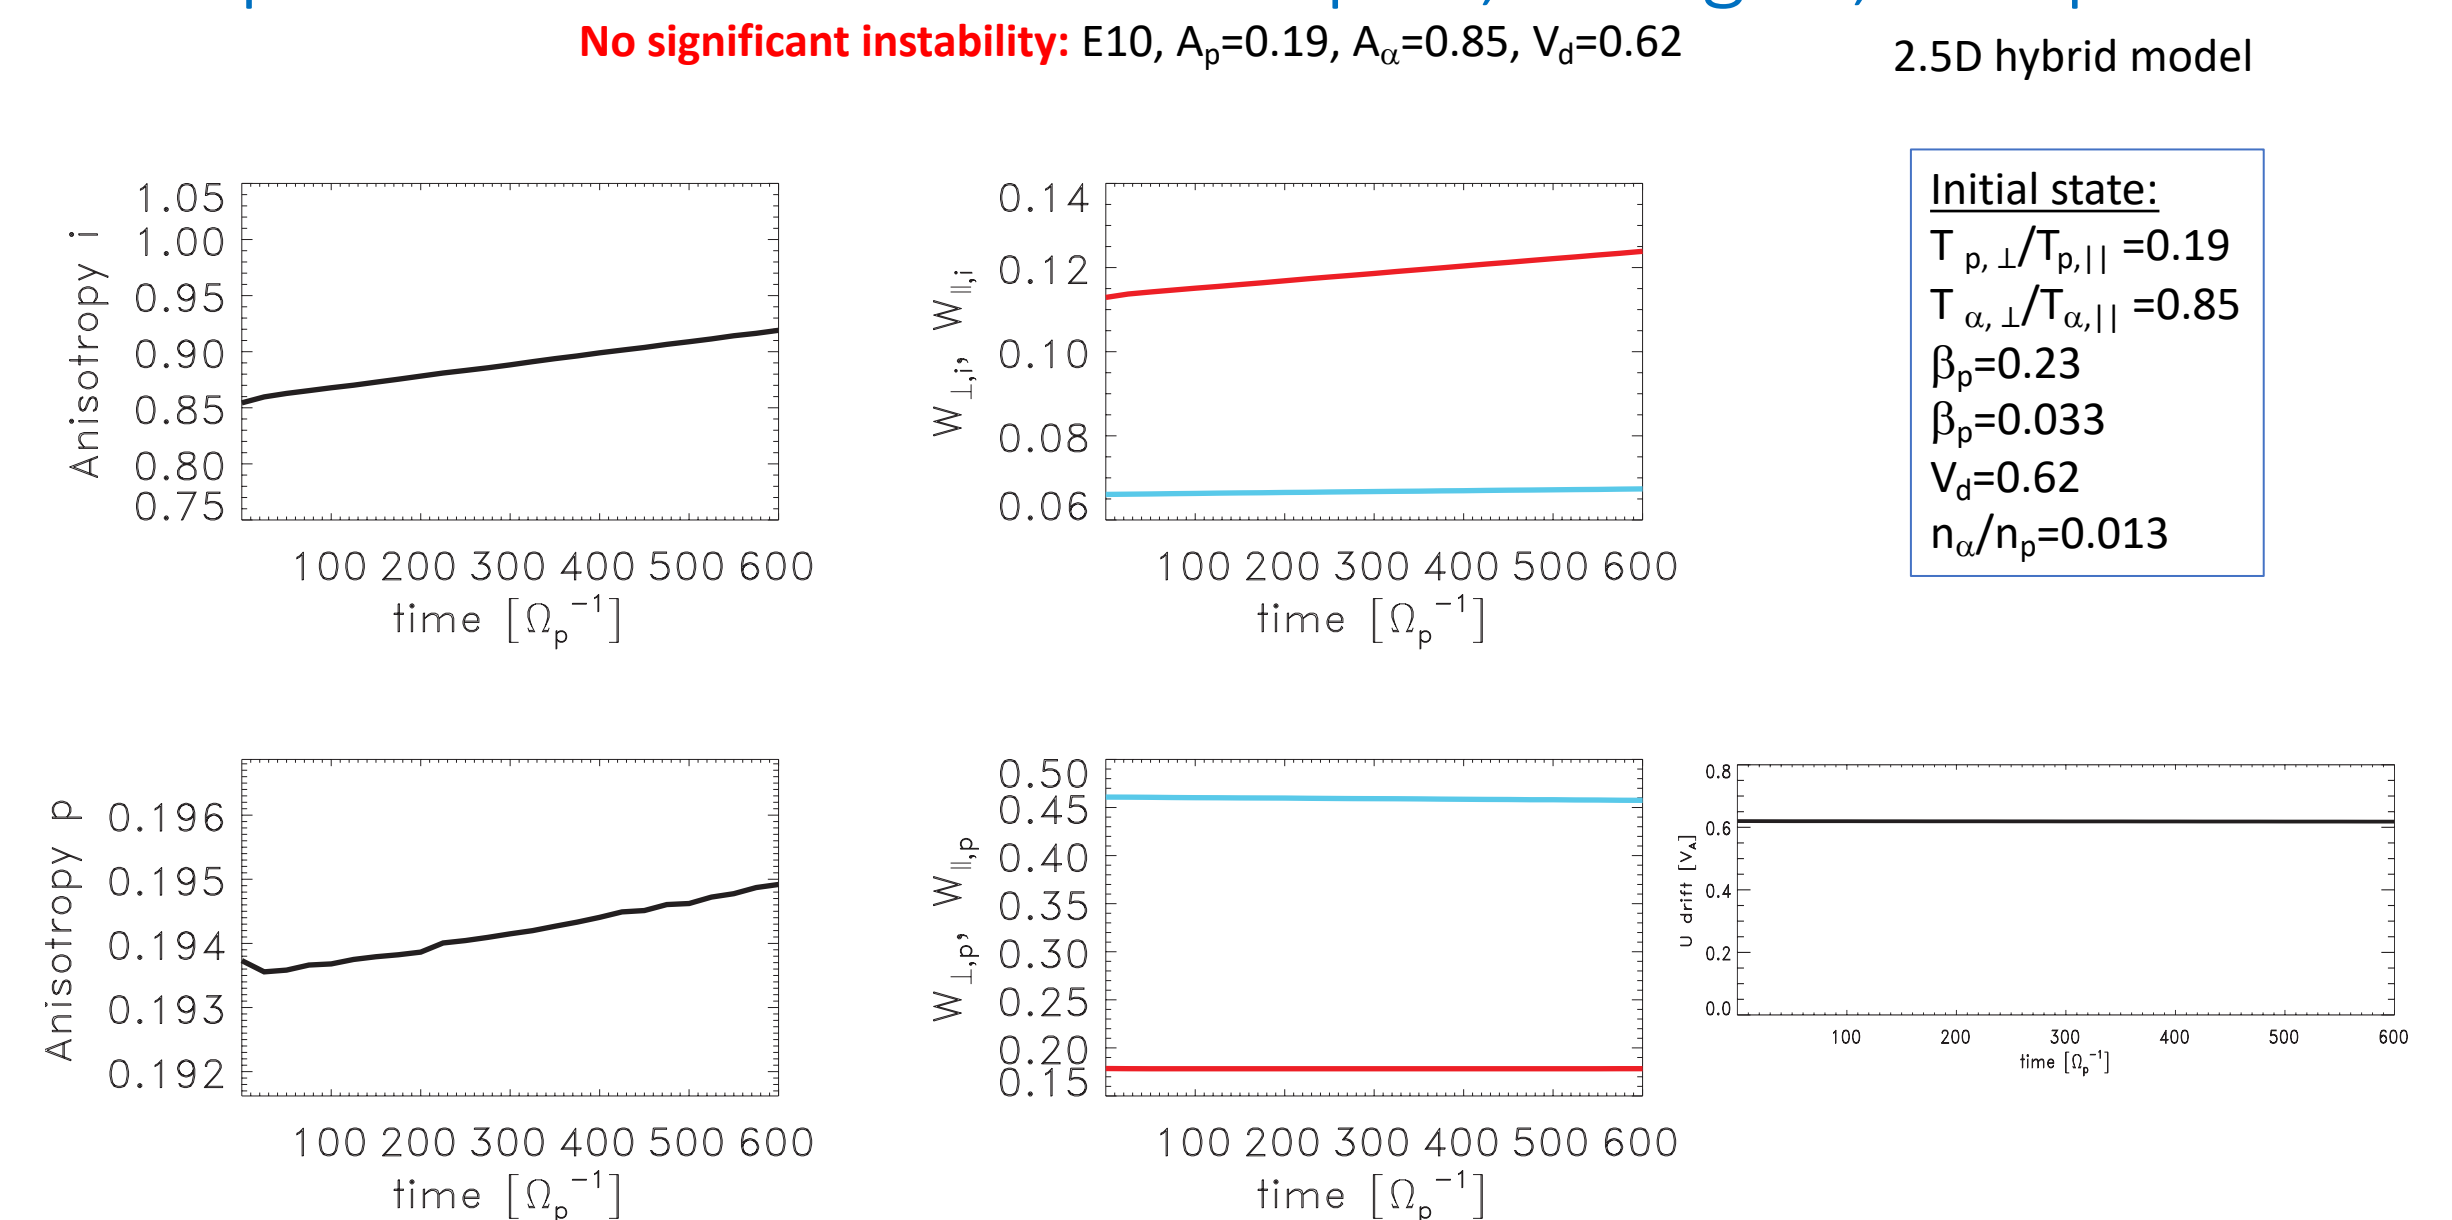 No significant instability: E10, Aₚ=0.19, Aα=0.85, V_d=0.62
2.5D hybrid model
Anisotropy i
1.05
1.00
0.95
0.90
0.85
0.80
0.75
100 200 300 400 500 600
time [Ωₚ⁻¹]
W⊥,i, W||,i
0.14
0.12
0.10
0.08
0.06
100 200 300 400 500 600
time [Ωₚ⁻¹]
Initial state:
T p, ⊥/Tp,|| =0.19
T α, ⊥/Tα,|| =0.85
βₚ=0.23
βₚ=0.033
V_d=0.62
nα/nₚ=0.013
Anisotropy p
0.196
0.195
0.194
0.193
0.192
100 200 300 400 500 600
time [Ωₚ⁻¹]
W⊥,p, W||,p
0.50
0.45
0.40
0.35
0.30
0.25
0.20
0.15
100 200 300 400 500 600
time [Ωₚ⁻¹]
U drift [V_A]
0.8
0.6
0.4
0.2
0.0
100 200 300 400 500 600
time [Ωₚ⁻¹]